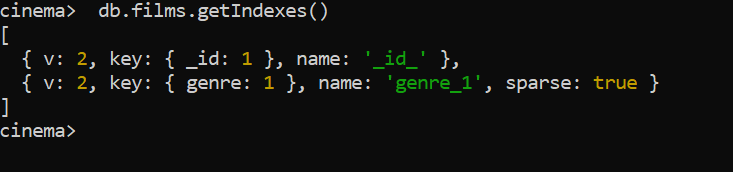 cinema>  db.films.getIndexes()
[
  { v: 2, key: { _id: 1 }, name: '_id_' },
  { v: 2, key: { genre: 1 }, name: 'genre_1', sparse: true }
]
cinema>